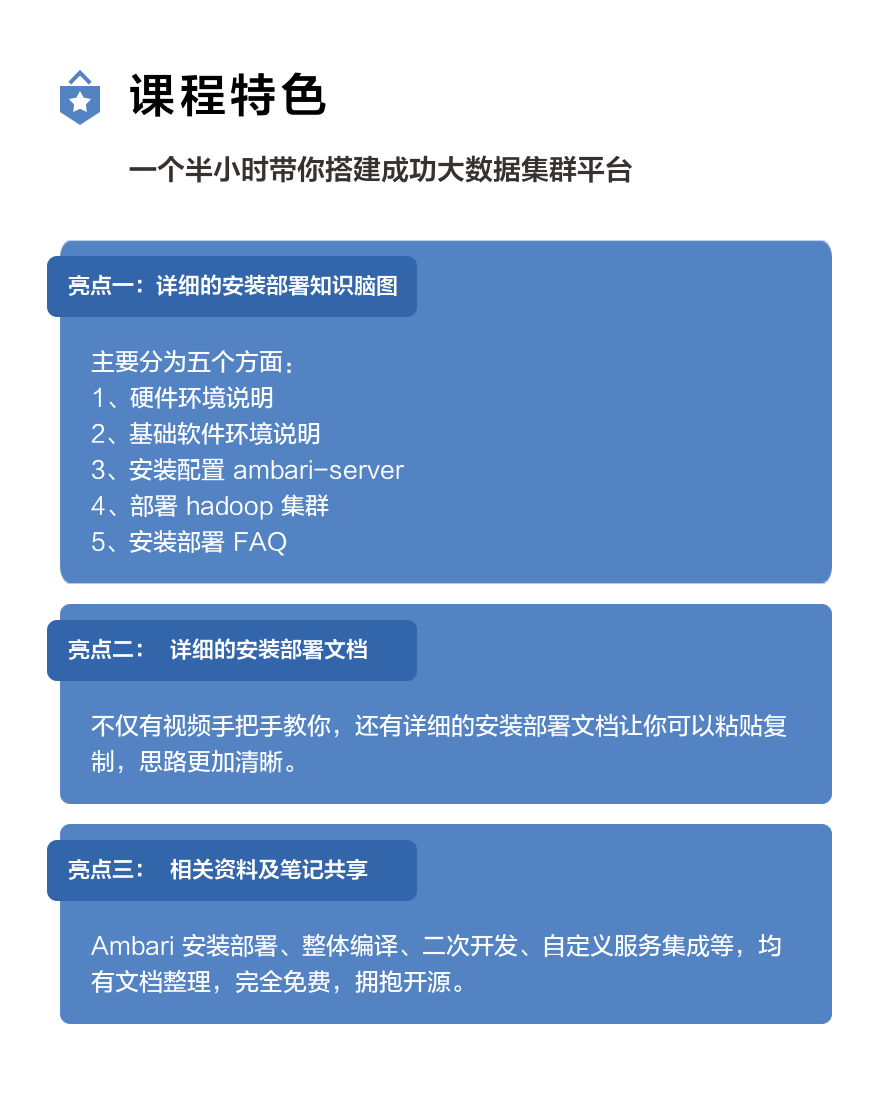 课程特色
一个半小时带你搭建成功大数据集群平台
亮点一：详细的安装部署知识脑图
主要分为五个方面：
1、硬件环境说明
2、基础软件环境说明
3、安装配置 ambari-server
4、部署 hadoop 集群
5、安装部署 FAQ
亮点二： 详细的安装部署文档
不仅有视频手把手教你，还有详细的安装部署文档让你可以粘贴复
制，思路更加清晰。
亮点三： 相关资料及笔记共享
Ambari 安装部署、整体编译、二次开发、自定义服务集成等，均
有文档整理，完全免费，拥抱开源。